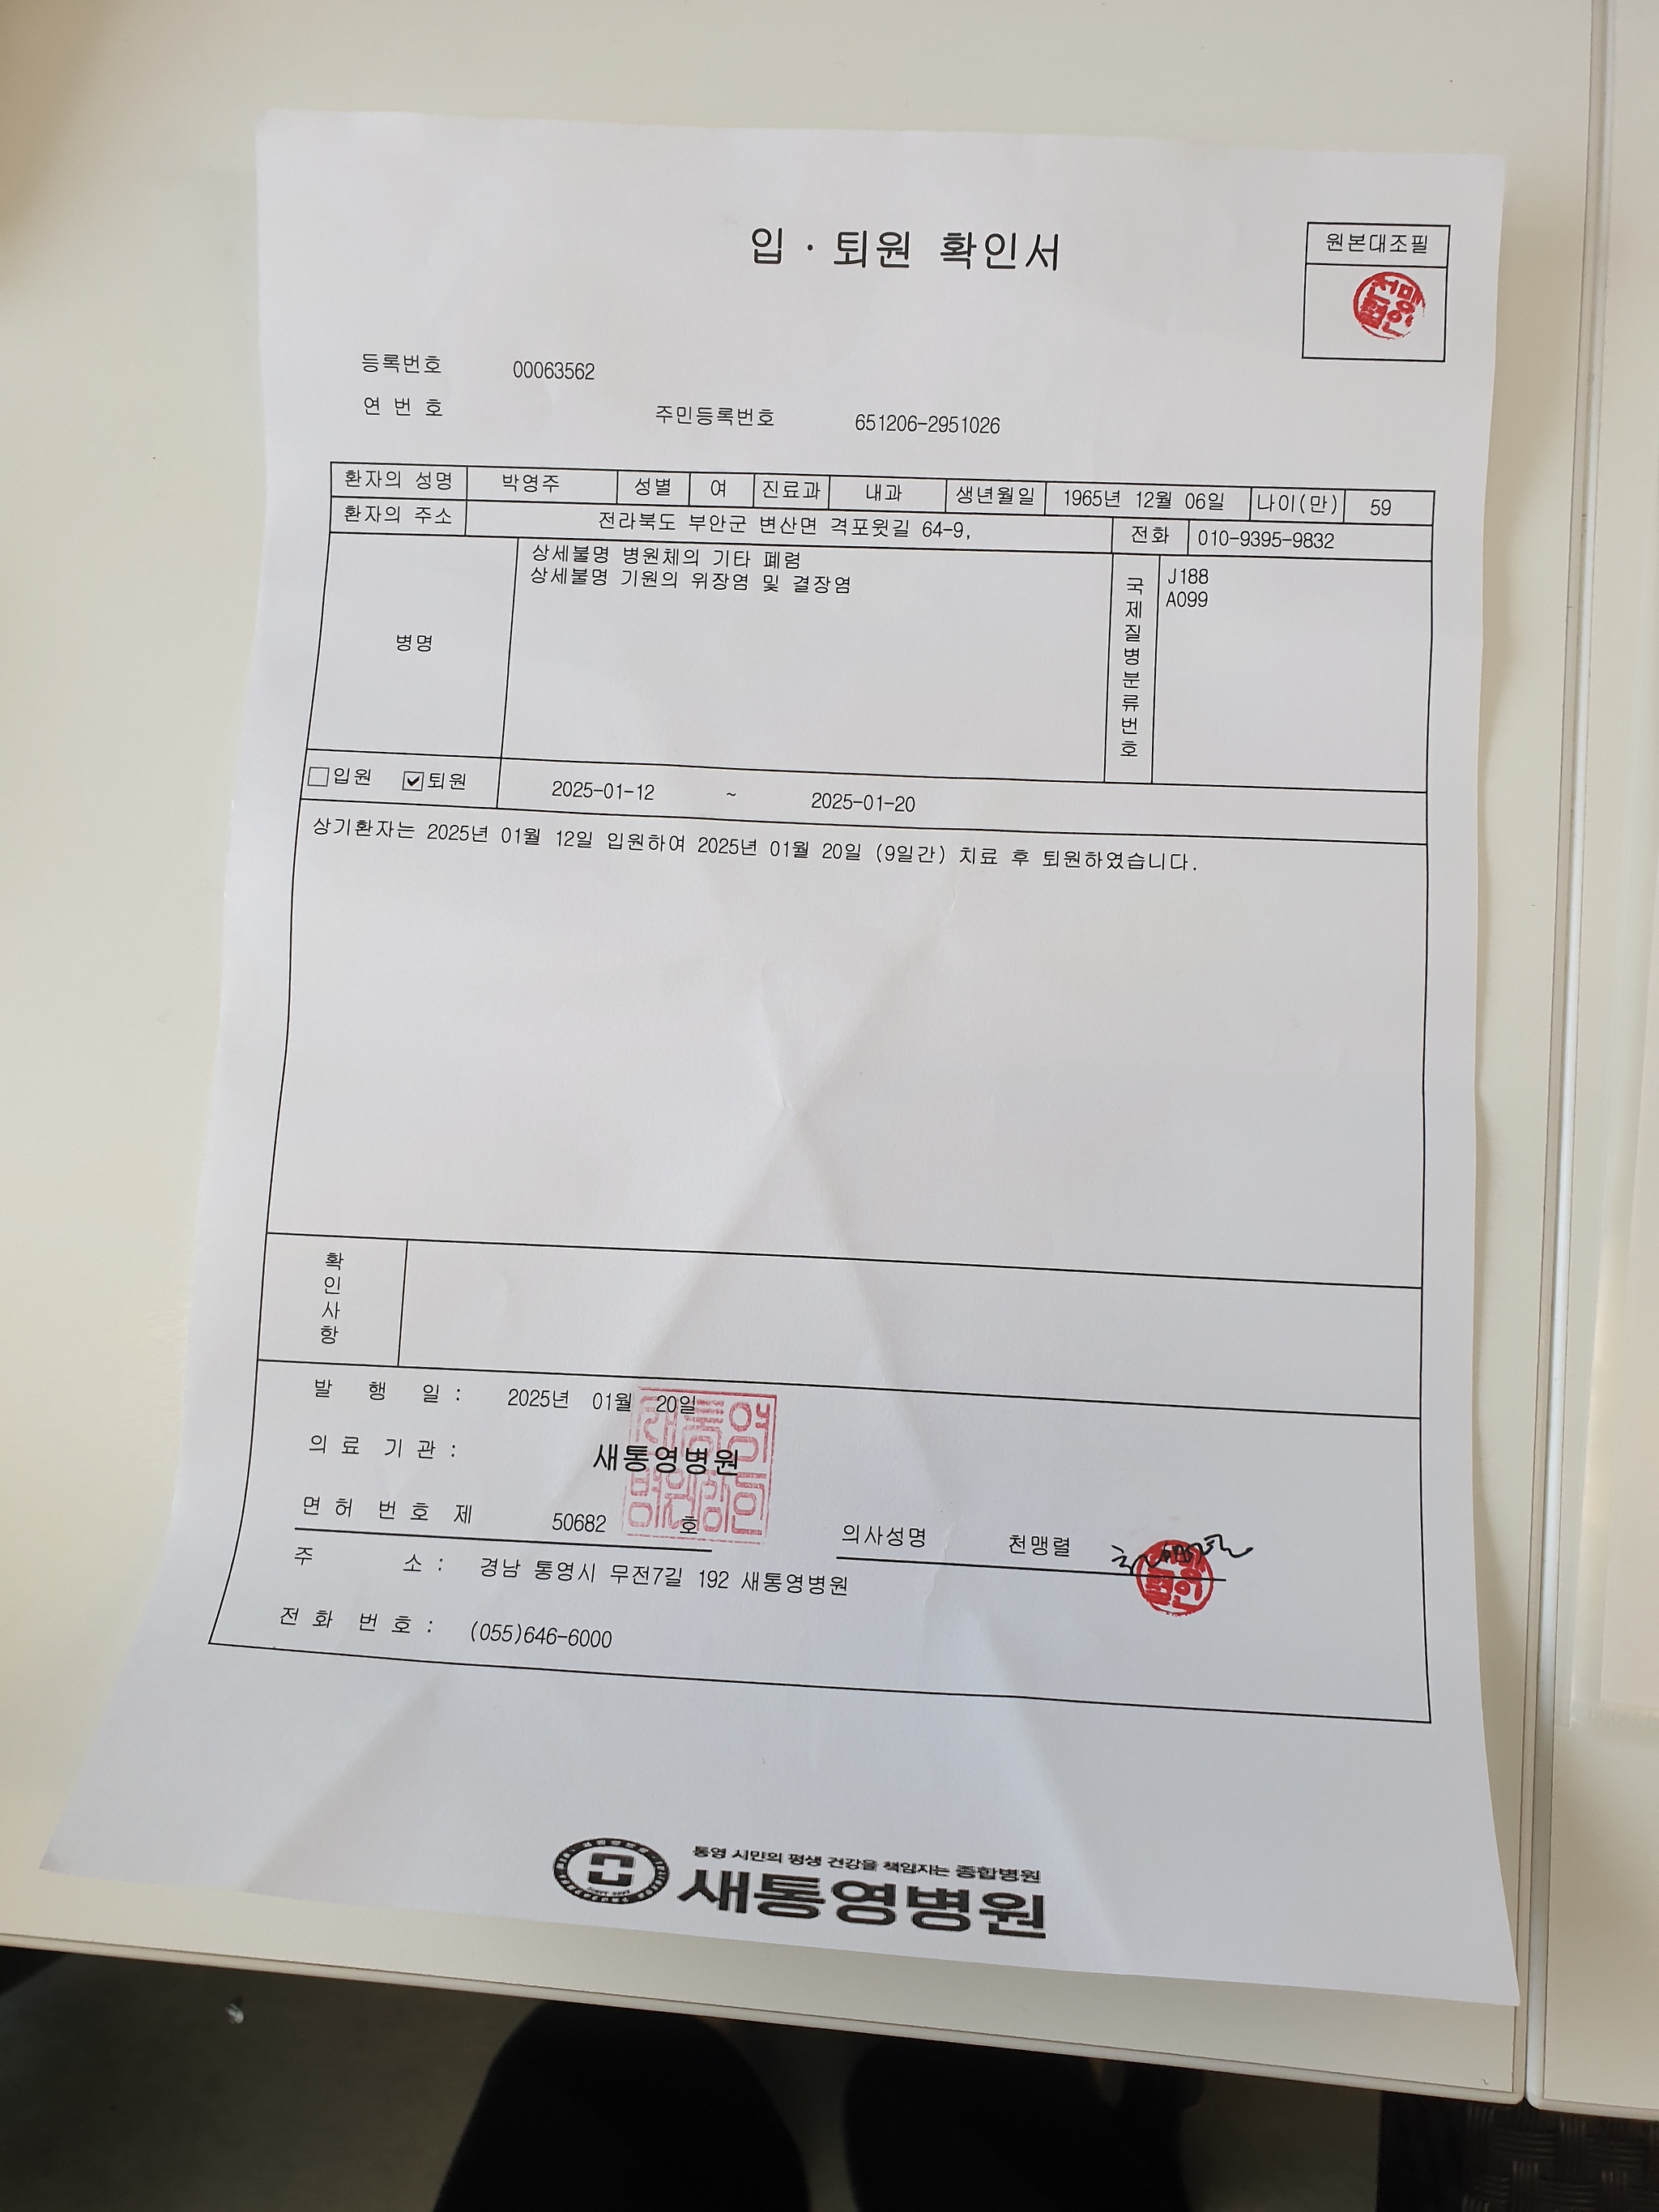 입 · 퇴원 확인서
원본대조필
등록번호 00063562
연 번 호 주민등록번호 651206-2951026
환자의 성명 박영주 성별 여 진료과 내과 생년월일 1965년 12월 06일 나이(만) 59
환자의 주소 전라북도 부안군 변산면 격포윗길 64-9, 전화 010-9395-9832
병명 상세불명 병원체의 기타 폐렴 국제질병분류번호 J188
상세불명 기원의 위장염 및 결장염 A099
☐입원 ☑퇴원 2025-01-12 ~ 2025-01-20
상기환자는 2025년 01월 12일 입원하여 2025년 01월 20일 (9일간) 치료 후 퇴원하였습니다.
확인사항
발 행 일 : 2025년 01월 20일
의 료 기 관 : 새통영병원
면 허 번 호 제 50682 호 의사성명 천맹렬
주 소 : 경남 통영시 무전7길 192 새통영병원
전 화 번 호 : (055)646-6000
통영 시민의 평생 건강을 책임지는 종합병원
새통영병원